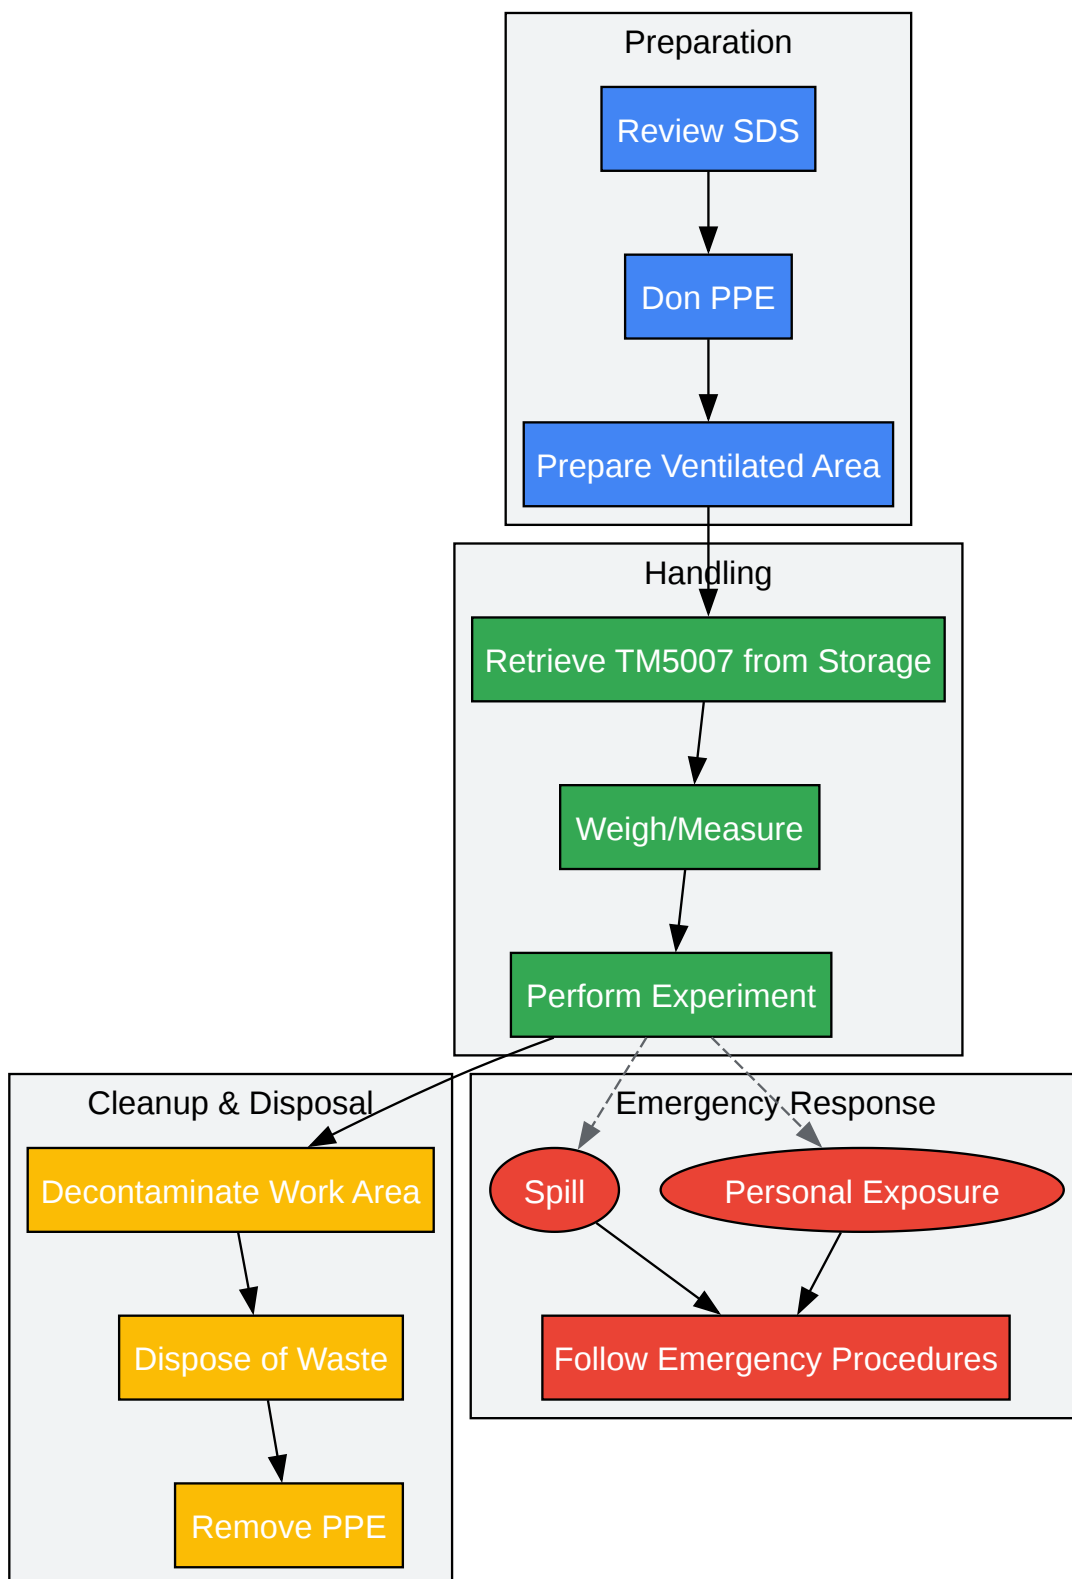 Preparation
Review SDS
Don PPE
Prepare Ventilated Area
Handling
Retrieve TM5007 from Storage
Weigh/Measure
Perform Experiment
Cleanup & Disposal
Decontaminate Work Area
Dispose of Waste
Remove PPE
Emergency Response
Spill
Personal Exposure
Follow Emergency Procedures